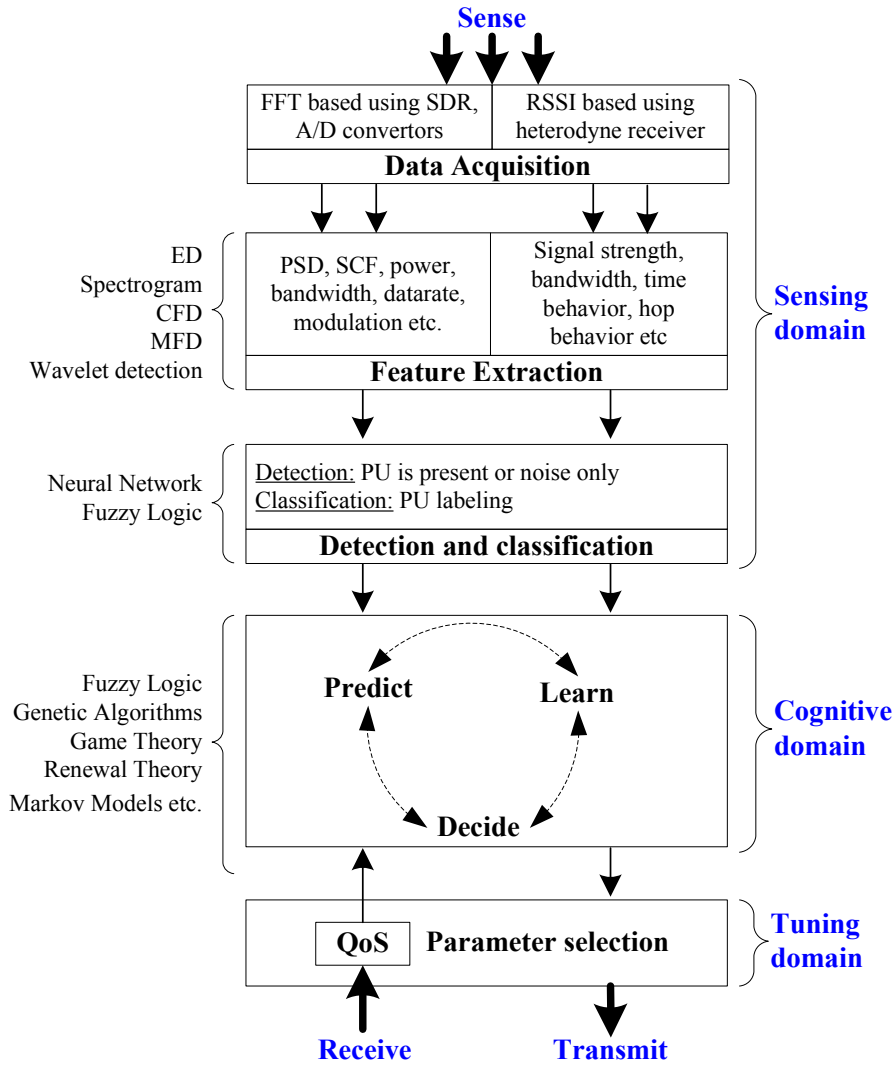 Sense
FFT based using SDR,
A/D convertors
RSSI based using
heterodyne receiver
Data Acquisition
ED
Spectrogram
CFD
MFD
Wavelet detection
PSD, SCF, power,
bandwidth, datarate,
modulation etc.
Signal strength,
bandwidth, time
behavior, hop
behavior etc
Feature Extraction
Sensing
domain
Neural Network
Fuzzy Logic
Detection: PU is present or noise only
Classification: PU labeling
Detection and classification
Fuzzy Logic
Genetic Algorithms
Game Theory
Renewal Theory
Markov Models etc.
Predict
Learn
Decide
Cognitive
domain
QoS
Parameter selection
Tuning
domain
Receive
Transmit